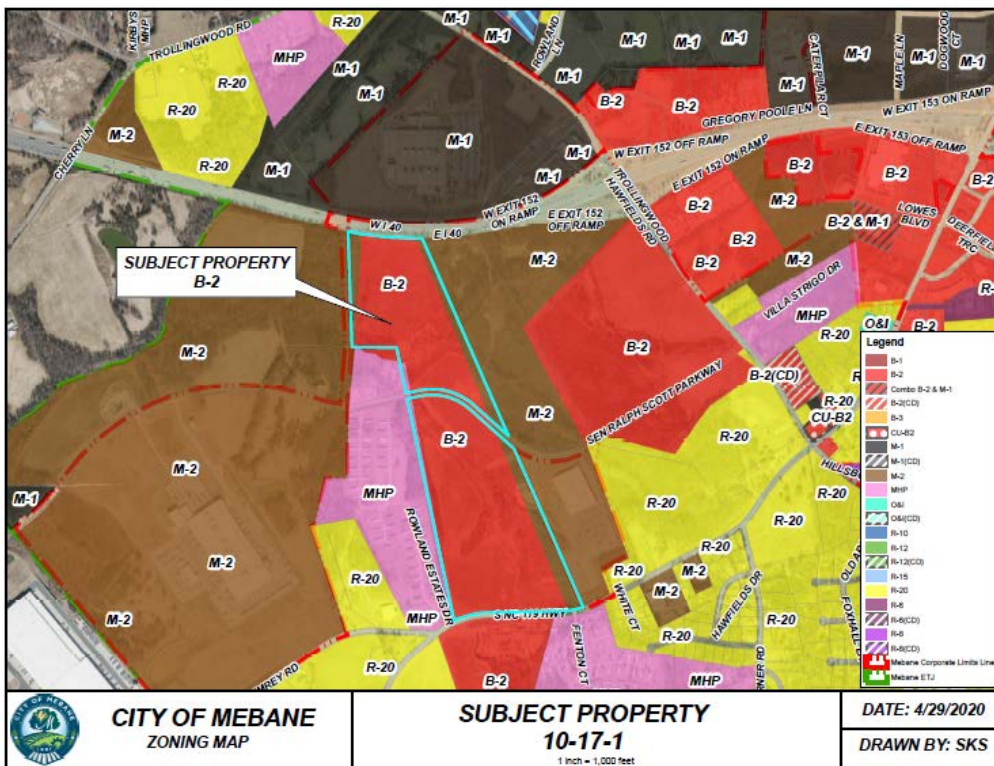 KIRBYS
MHP
TROLLINGWOOD RD
R-20
MHP
M-1
M-1
ROWLAND
LN
M-1
M-1
M-1
CATERPILAR CT
M-1
MAPLE LN
DOGWOOD
CT
M-1
R-20
R-20
M-1
B-2
B-2
GREGORY POOLE LN
W EXIT 153 ON RAMP
M-2
M-1
M-1
W EXIT 152 OFF RAMP
E EXIT 153 OFF RAMP
CHERRY LN
R-20
M-1
M-1
M-1
W EXIT 152
ON RAMP
E EXIT 152 ON RAMP
TROLLINGWOOD
HAWFIELDS RD
B-2
B-2
B-2
W I 40
E I 40
E EXIT 152
OFF RAMP
B-2
M-2
LOWES
BLVD
B-2 & M-1
DEERFIELD
TRC
SUBJECT PROPERTY
B-2
B-2
M-2
B-2
B-2
M-2
VILLA STRIGO DR
MHP
R-20
O&I
B-2
M-2
B-2
B-2(CD)
R-20
CU-B2
SEN RALPH SCOTT PARKWAY
M-2
B-2
R-20
M-2
MHP
ROWLAND ESTATES DR
M-1
M-2
R-20
R-20
R-20
R-20
R-20
M-2
M-2
WHITE CT
HAWFIELDS DR
R-20
R-20
M-2
MHP
S NC 119 HWY
FENTON CT
R-20
B-2
MHP
Legend
B-1
B-2
Combo B-2 & M-1
B-2(CD)
B-3
CU-B2
M-1
M-1(CD)
M-2
MHP
O&I
O&I(CD)
R-10
R-12
R-12(CD)
R-15
R-20
R-6
R-6(CD)
R-8
R-8(CD)
Mebane Corporate Limits Line
Mebane ETJ
CITY OF MEBANE
CITY OF MEBANE
ZONING MAP
SUBJECT PROPERTY
10-17-1
1 inch = 1,000 feet
DATE: 4/29/2020
DRAWN BY: SKS